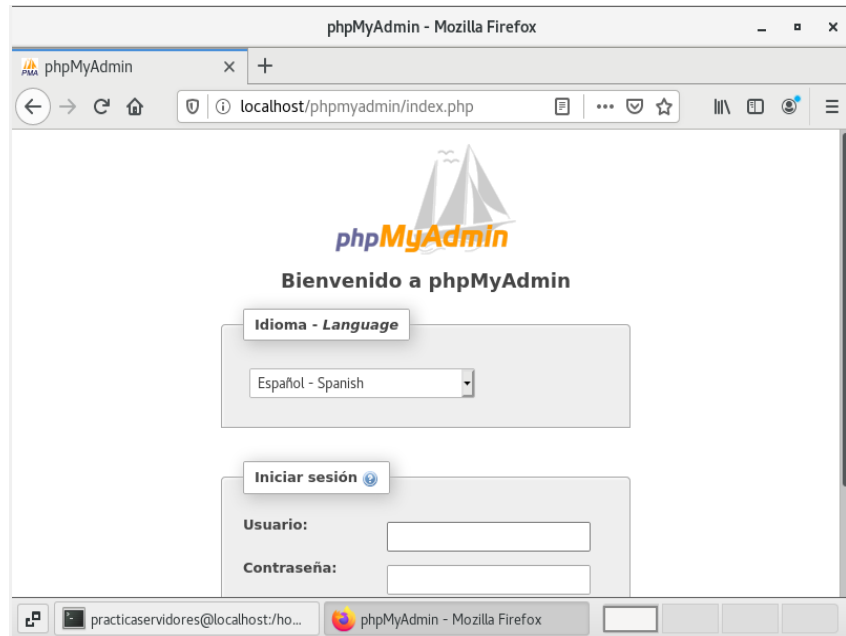 phpMyAdmin - Mozilla Firefox
PMA phpMyAdmin
localhost/phpmyadmin/index.php
phpMyAdmin
Bienvenido a phpMyAdmin
Idioma - Language
Español - Spanish
Iniciar sesión
Usuario:
Contraseña:
practicaservidores@localhost:/ho...
phpMyAdmin - Mozilla Firefox